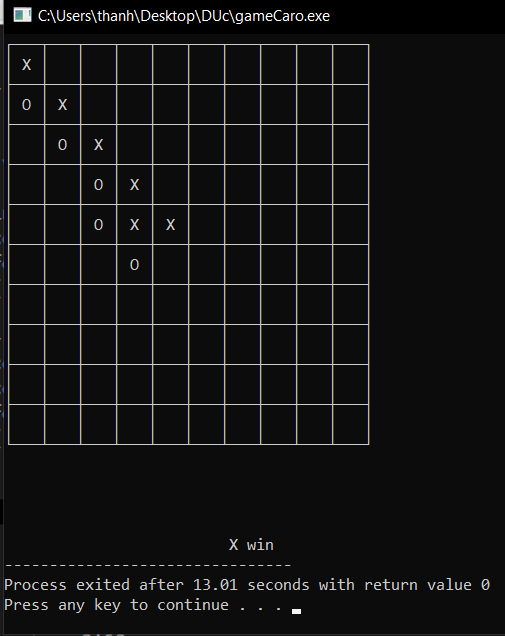 C:\Users\thanh\Desktop\DUc\gameCaro.exe
X
O X
O X
O X
O X X
O
X win
--------------------------------
Process exited after 13.01 seconds with return value 0
Press any key to continue . . .